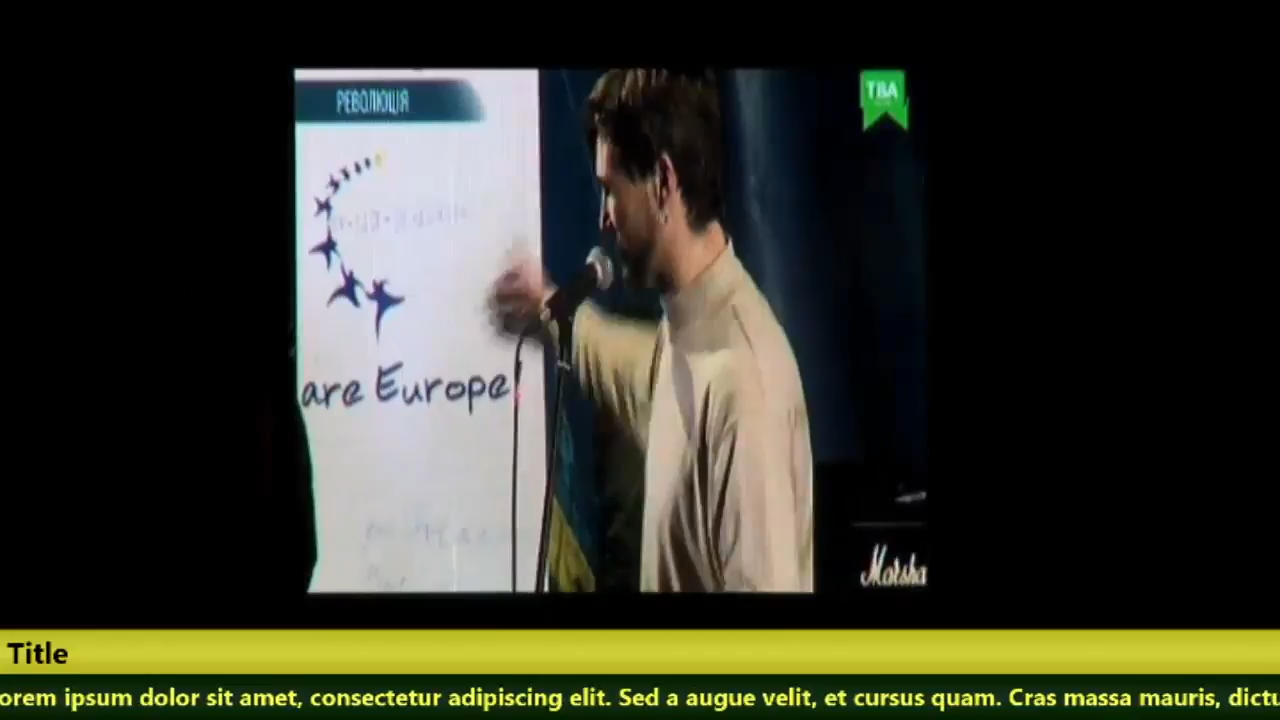 РЕВОЛЮЦІЯ
ТВА
are Europe
Marsha
Title
orem ipsum dolor sit amet, consectetur adipiscing elit. Sed a augue velit, et cursus quam. Cras massa mauris, dictu